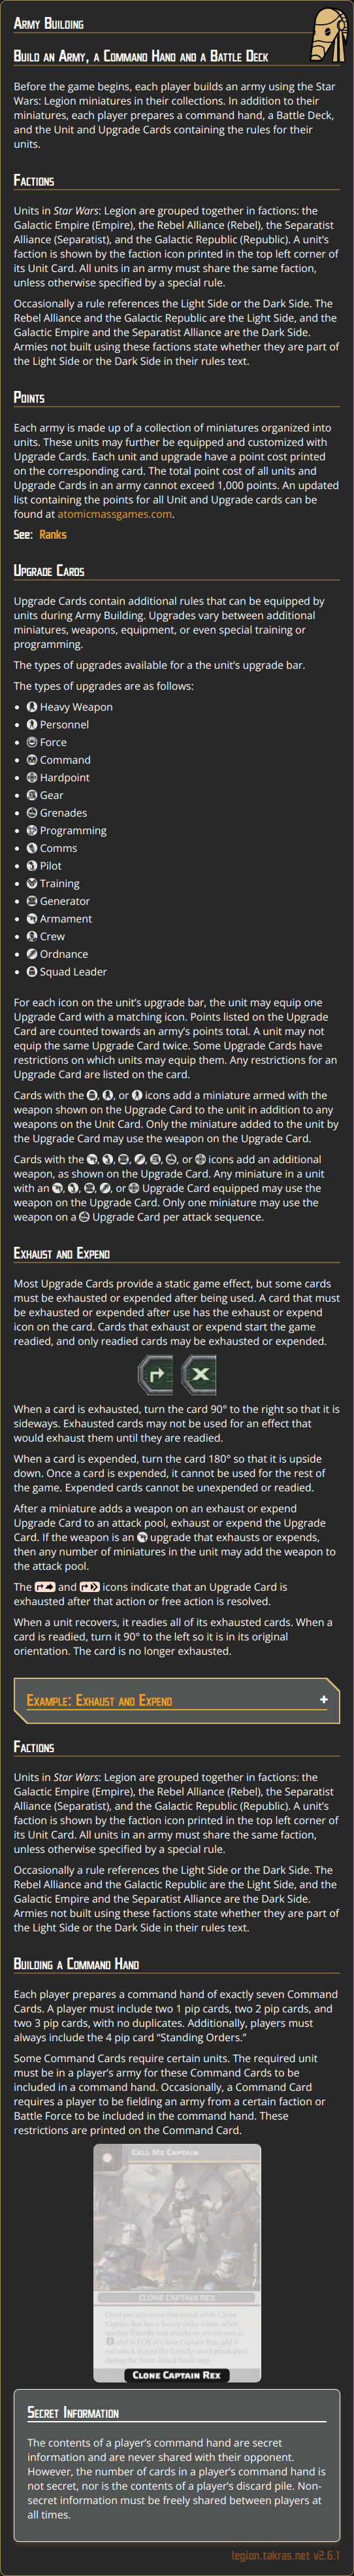 Army Building
Build an Army, a Command Hand and a Battle Deck
Before the game begins, each player builds an army using the Star
Wars: Legion miniatures in their collections. In addition to their
miniatures, each player prepares a command hand, a Battle Deck,
and the Unit and Upgrade Cards containing the rules for their
units.
Factions
Units in Star Wars: Legion are grouped together in factions: the
Galactic Empire (Empire), the Rebel Alliance (Rebel), the Separatist
Alliance (Separatist), and the Galactic Republic (Republic). A unit's
faction is shown by the faction icon printed in the top left corner of
its Unit Card. All units in an army must share the same faction,
unless otherwise specified by a special rule.
Occasionally a rule references the Light Side or the Dark Side. The
Rebel Alliance and the Galactic Republic are the Light Side, and the
Galactic Empire and the Separatist Alliance are the Dark Side.
Armies not built using these factions state whether they are part of
the Light Side or the Dark Side in their rules text.
Points
Each army is made up of a collection of miniatures organized into
units. These units may further be equipped and customized with
Upgrade Cards. Each unit and upgrade have a point cost printed
on the corresponding card. The total point cost of all units and
Upgrade Cards in an army cannot exceed 1,000 points. An updated
list containing the points for all Unit and Upgrade cards can be
found at atomicmassgames.com.
See: Ranks
Upgrade Cards
Upgrade Cards contain additional rules that can be equipped by
units during Army Building. Upgrades vary between additional
miniatures, weapons, equipment, or even special training or
programming.
The types of upgrades available for a the unit's upgrade bar.
The types of upgrades are as follows:
• Heavy Weapon
• Personnel
• Force
• Command
• Hardpoint
• Gear
• Grenades
• Programming
• Comms
• Pilot
• Training
• Generator
• Armament
• Crew
• Ordnance
• Squad Leader
For each icon on the unit's upgrade bar, the unit may equip one
Upgrade Card with a matching icon. Points listed on the Upgrade
Card are counted towards an army's points total. A unit may not
equip the same Upgrade Card twice. Some Upgrade Cards have
restrictions on which units may equip them. Any restrictions for an
Upgrade Card are listed on the card.
Cards with the , , or icons add a miniature armed with the
weapon shown on the Upgrade Card to the unit in addition to any
weapons on the Unit Card. Only the miniature added to the unit by
the Upgrade Card may use the weapon on the Upgrade Card.
Cards with the , , , , , , or icons add an additional
weapon, as shown on the Upgrade Card. Any miniature in a unit
with an , , , , or Upgrade Card equipped may use the
weapon on the Upgrade Card. Only one miniature may use the
weapon on a Upgrade Card per attack sequence.
Exhaust and Expend
Most Upgrade Cards provide a static game effect, but some cards
must be exhausted or expended after being used. A card that must
be exhausted or expended after use has the exhaust or expend
icon on the card. Cards that exhaust or expend start the game
readied, and only readied cards may be exhausted or expended.
When a card is exhausted, turn the card 90° to the right so that it is
sideways. Exhausted cards may not be used for an effect that
would exhaust them until they are readied.
When a card is expended, turn the card 180° so that it is upside
down. Once a card is expended, it cannot be used for the rest of
the game. Expended cards cannot be unexpended or readied.
After a miniature adds a weapon on an exhaust or expend
Upgrade Card to an attack pool, exhaust or expend the Upgrade
Card. If the weapon is an upgrade that exhausts or expends,
then any number of miniatures in the unit may add the weapon to
the attack pool.
The and icons indicate that an Upgrade Card is
exhausted after that action or free action is resolved.
When a unit recovers, it readies all of its exhausted cards. When a
card is readied, turn it 90° to the left so it is in its original
orientation. The card is no longer exhausted.
Example: Exhaust and Expend +
Factions
Units in Star Wars: Legion are grouped together in factions: the
Galactic Empire (Empire), the Rebel Alliance (Rebel), the Separatist
Alliance (Separatist), and the Galactic Republic (Republic). A unit's
faction is shown by the faction icon printed in the top left corner of
its Unit Card. All units in an army must share the same faction,
unless otherwise specified by a special rule.
Occasionally a rule references the Light Side or the Dark Side. The
Rebel Alliance and the Galactic Republic are the Light Side, and the
Galactic Empire and the Separatist Alliance are the Dark Side.
Armies not built using these factions state whether they are part of
the Light Side or the Dark Side in their rules text.
Building a Command Hand
Each player prepares a command hand of exactly seven Command
Cards. A player must include two 1 pip cards, two 2 pip cards, and
two 3 pip cards, with no duplicates. Additionally, players must
always include the 4 pip card "Standing Orders."
Some Command Cards require certain units. The required unit
must be in a player's army for these Command Cards to be
included in a command hand. Occasionally, a Command Card
requires a player to be fielding an army from a certain faction or
Battle Force to be included in the command hand. These
restrictions are printed on the Command Card.
Call Me Captain
Clone Captain Rex
Clone Captain Rex
Secret Information
The contents of a player's command hand are secret
information and are never shared with their opponent.
However, the number of cards in a player's command hand is
not secret, nor is the contents of a player's discard pile. Non-
secret information must be freely shared between players at
all times.
legion.takras.net v2.6.1